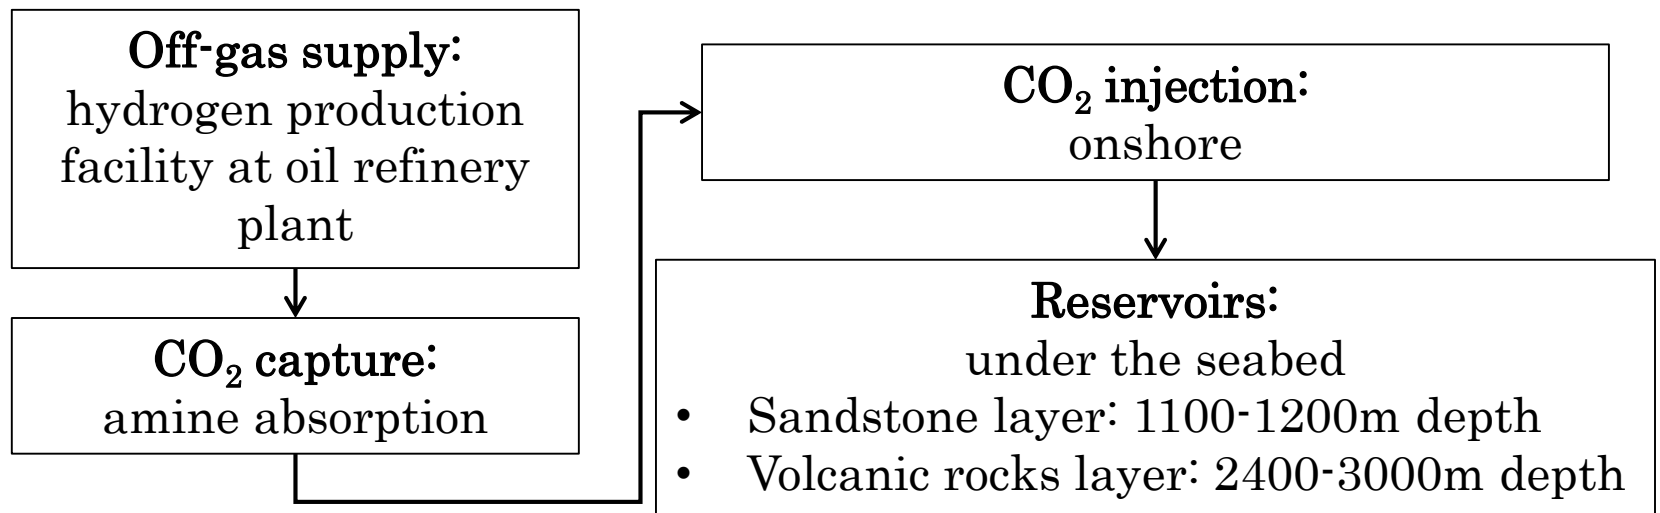 Off-gas supply:
hydrogen production
facility at oil refinery
plant
CO₂ capture:
amine absorption
CO₂ injection:
onshore
Reservoirs:
under the seabed
• Sandstone layer: 1100-1200m depth
• Volcanic rocks layer: 2400-3000m depth